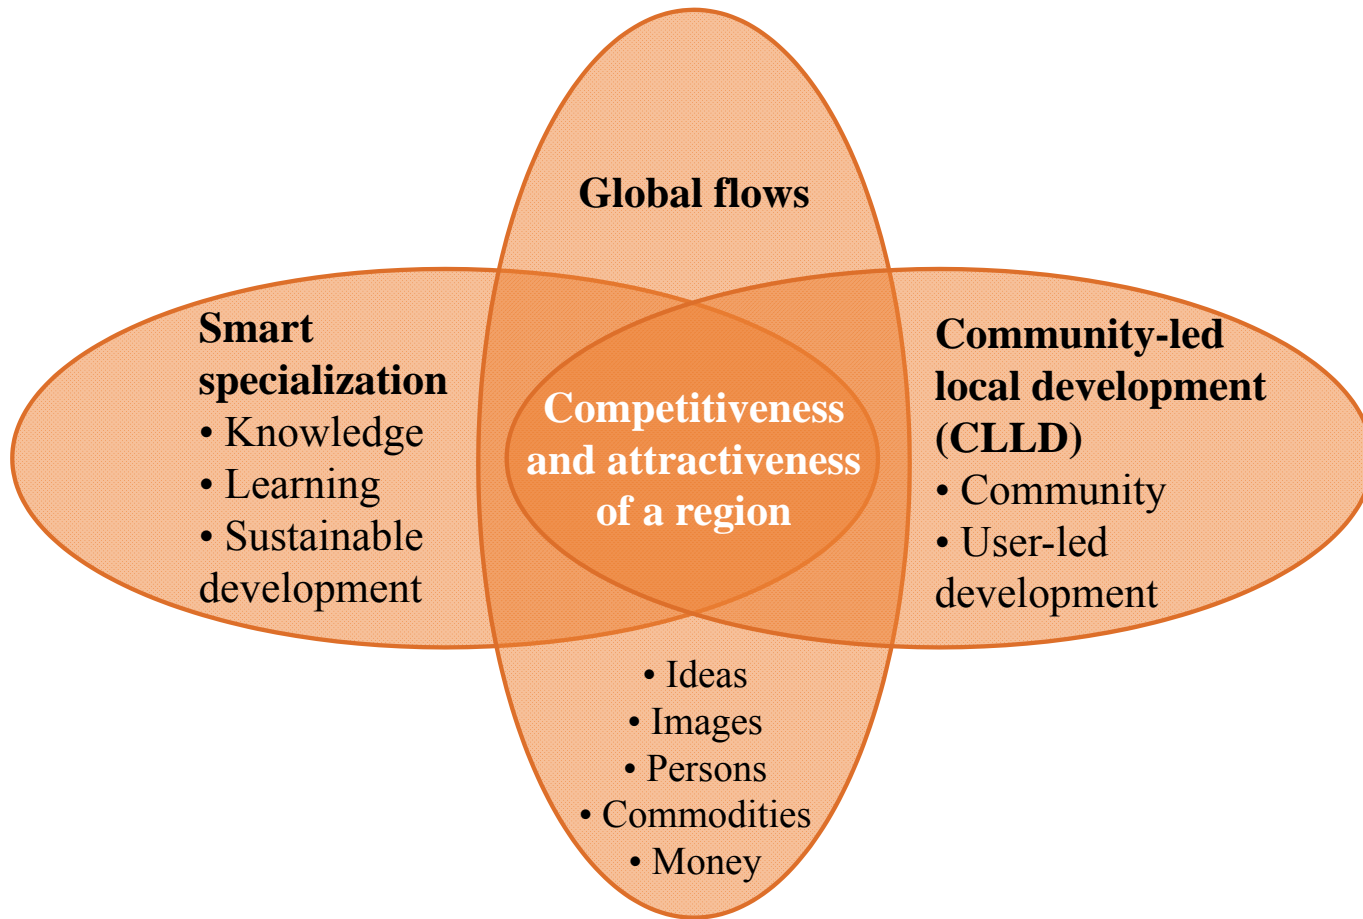 Global flows
Smart
specialization
• Knowledge
• Learning
• Sustainable
development
Competitiveness
and attractiveness
of a region
Community-led
local development
(CLLD)
• Community
• User-led
development
• Ideas
• Images
• Persons
• Commodities
• Money